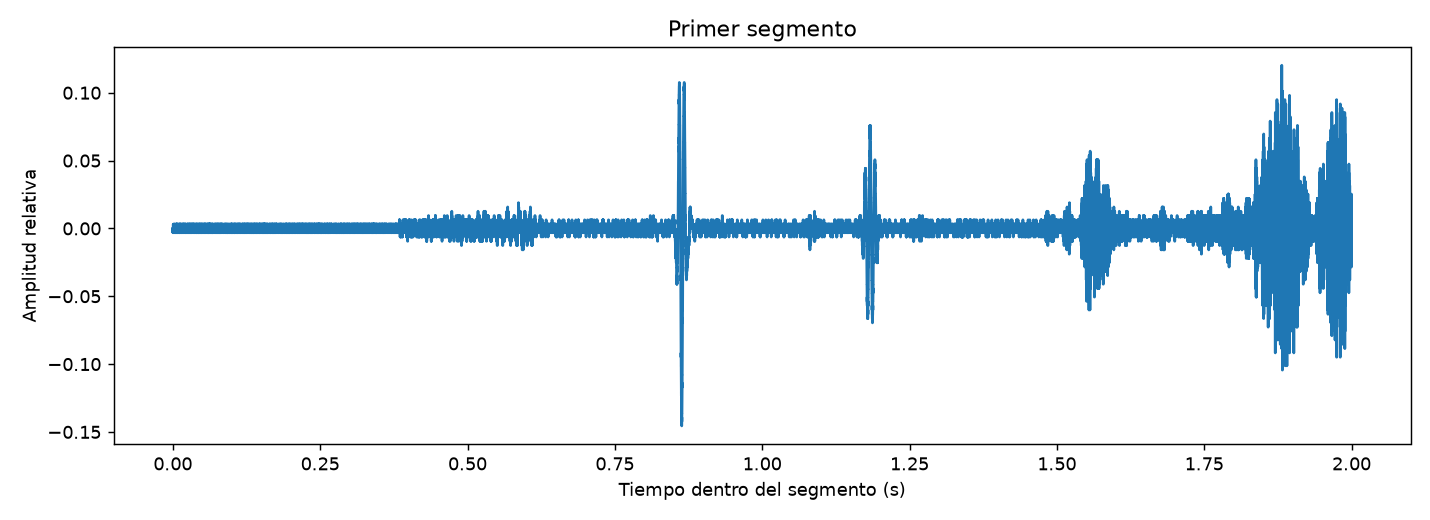 Primer segmento
Amplitud relativa
0.10
0.05
0.00
−0.05
−0.10
−0.15
0.00 0.25 0.50 0.75 1.00 1.25 1.50 1.75 2.00
Tiempo dentro del segmento (s)